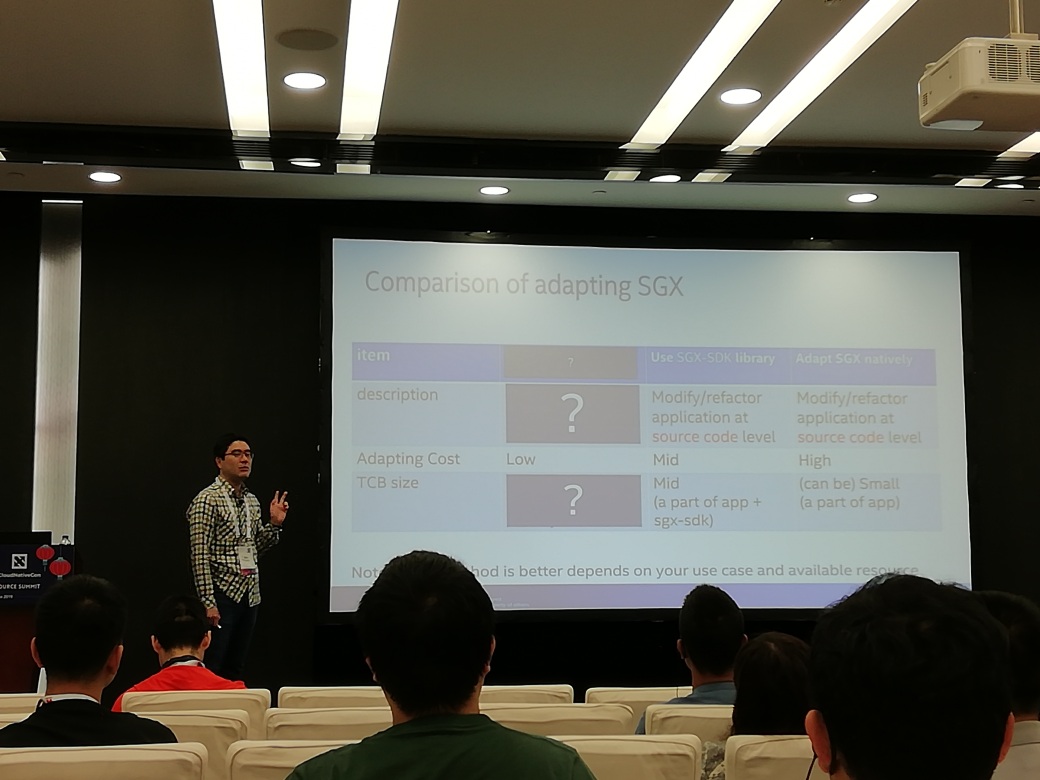 Comparison of adapting SGX
item
?
Use SGX-SDK library
Adapt SGX natively
description
?
Modify/refactor
application at
source code level
Modify/refactor
application at
source code level
Adapting Cost
Low
Mid
High
TCB size
?
Mid
(a part of app +
sgx-sdk)
(can be) Small
(a part of app)
is better depends on your use case and available resource
CloudNativeCon
SOURCE SUMMIT
2019